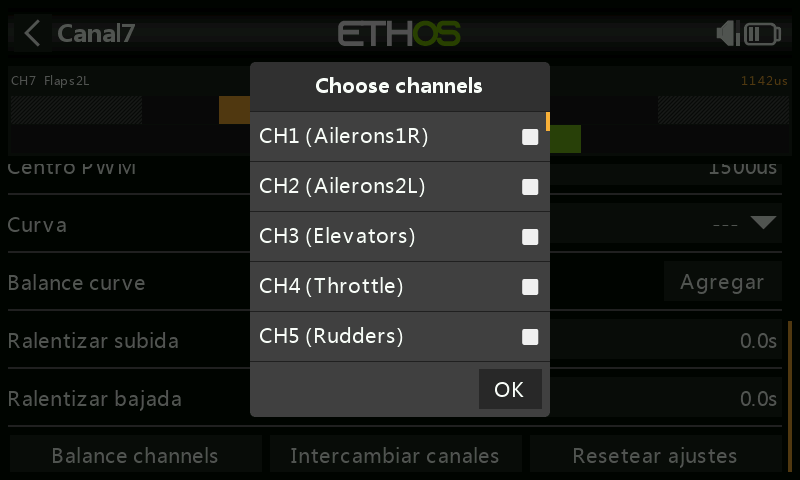 Canal7
ETHOS
CH7 Flaps2L
1142us
Choose channels
CH1 (Ailerons1R)
CH2 (Ailerons2L)
CH3 (Elevators)
CH4 (Throttle)
CH5 (Rudders)
OK
Centro PWM
1500us
Curva
---
Balance curve
Agregar
Ralentizar subida
0.0s
Ralentizar bajada
0.0s
Balance channels
Intercambiar canales
Resetear ajustes